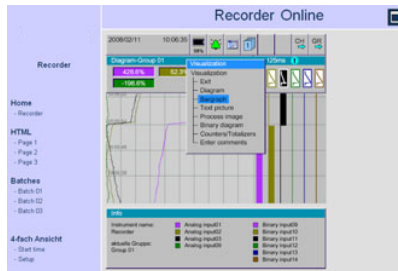 Recorder Online
2008/02/11 10:06:35
CH GR
Recorder
Diagram-Group 01
Visualization
125ms
Visualization
Exit
Diagram
Bargraph
Text picture
Process image
Binary diagram
Counters/Totalizers
Enter comments
Home
- Recorder
HTML
- Page 1
- Page 2
- Page 3
Batches
- Batch 01
- Batch 02
- Batch 03
4-fach Ansicht
- Start time
- Setup
Info
Instrument name:
Recorder
aktuelle Gruppe:
Group 01
Analog input01
Analog input02
Analog input03
Analog input05
Binary input09
Binary input10
Binary input11
Binary input12
Binary input13
Binary input14